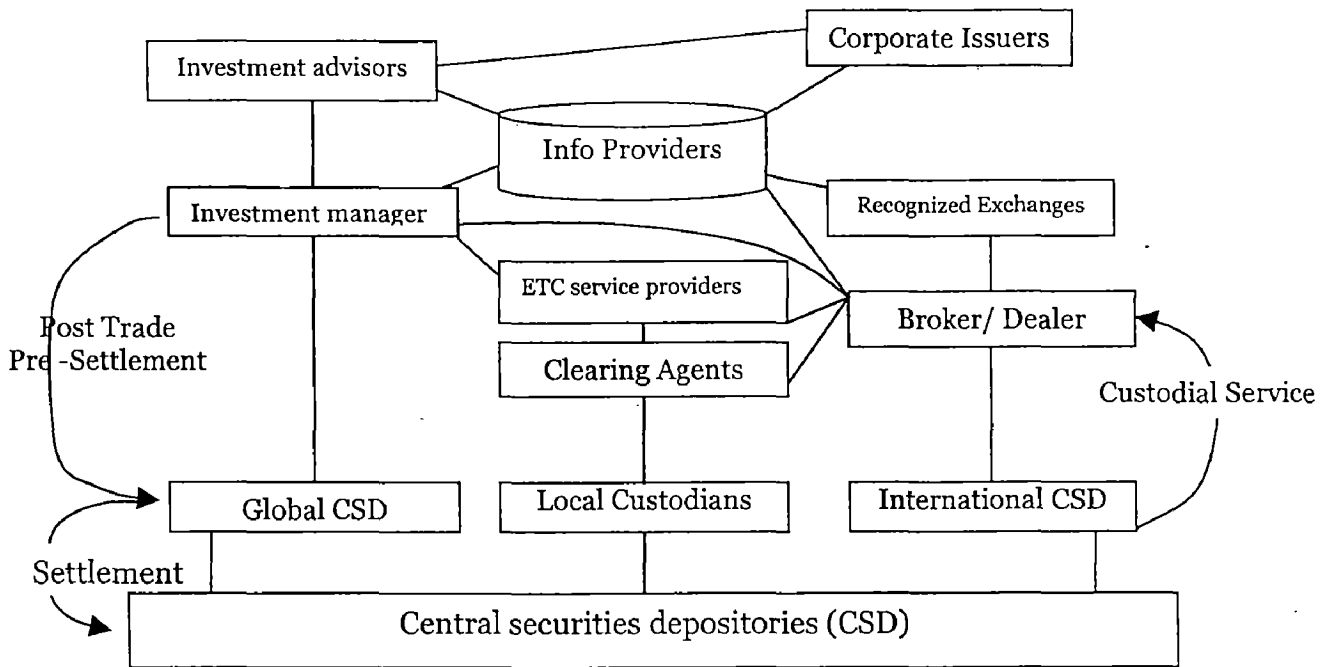 Corporate Issuers
Investment advisors
Info Providers
Investment manager
Recognized Exchanges
ETC service providers
Broker/ Dealer
Post Trade
Pre -Settlement
Clearing Agents
Custodial Service
Global CSD
Local Custodians
International CSD
Settlement
Central securities depositories (CSD)